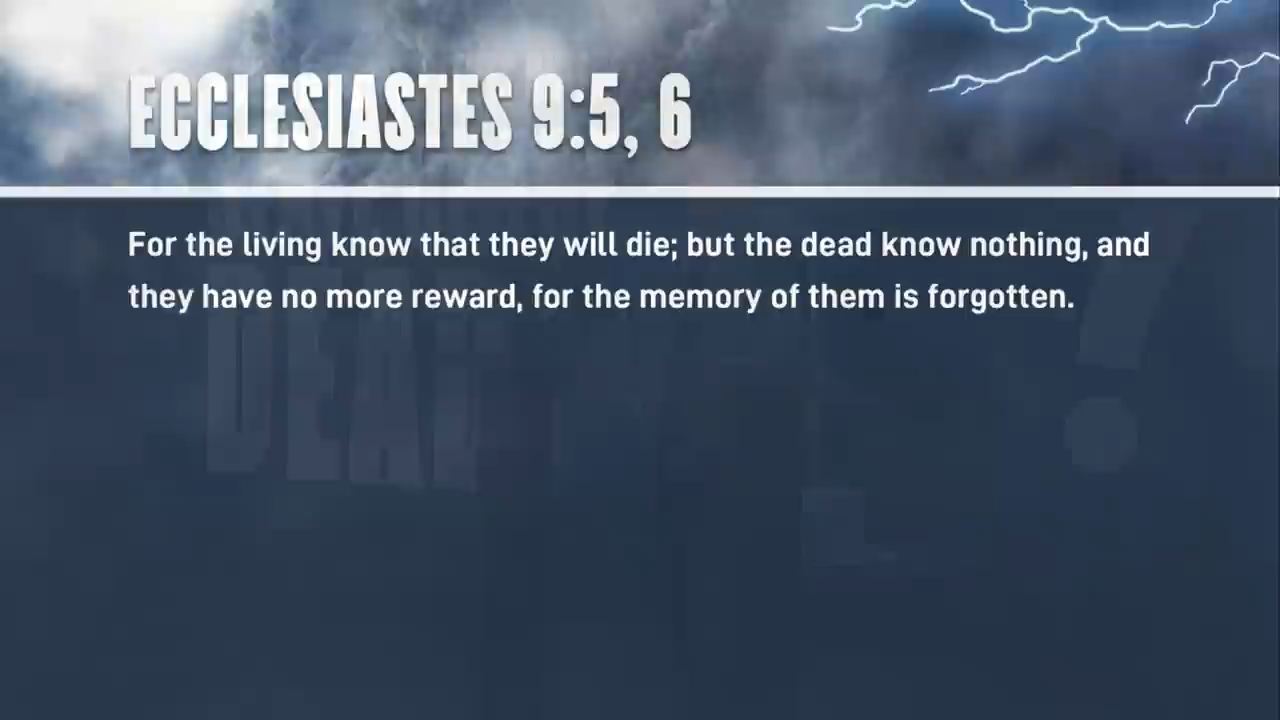 ECCLESIASTES 9:5, 6
For the living know that they will die; but the dead know nothing, and
they have no more reward, for the memory of them is forgotten.
DEAD
?